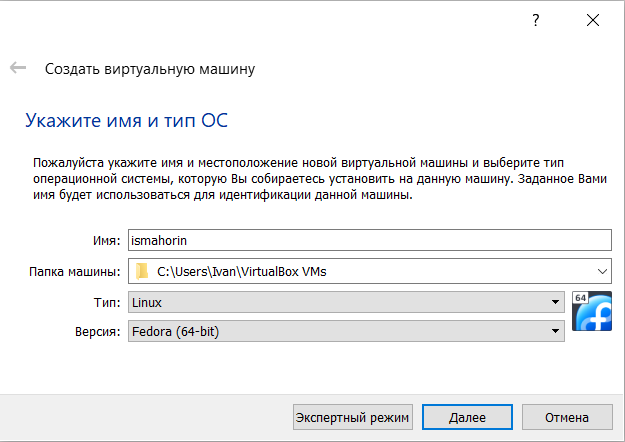 ?
Создать виртуальную машину
Укажите имя и тип ОС
Пожалуйста укажите имя и местоположение новой виртуальной машины и выберите тип
операционной системы, которую Вы собираетесь установить на данную машину. Заданное Вами
имя будет использоваться для идентификации данной машины.
Имя: ismahorin
Папка машины: C:\Users\Ivan\VirtualBox VMs
Тип: Linux
64
Версия: Fedora (64-bit)
Экспертный режим Далее Отмена